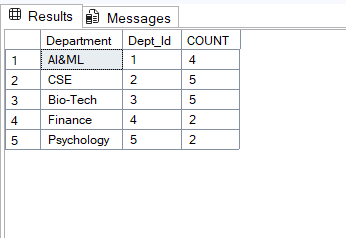 Results Messages
Department Dept_Id COUNT
1 AI&ML 1 4
2 CSE 2 5
3 Bio-Tech 3 5
4 Finance 4 2
5 Psychology 5 2